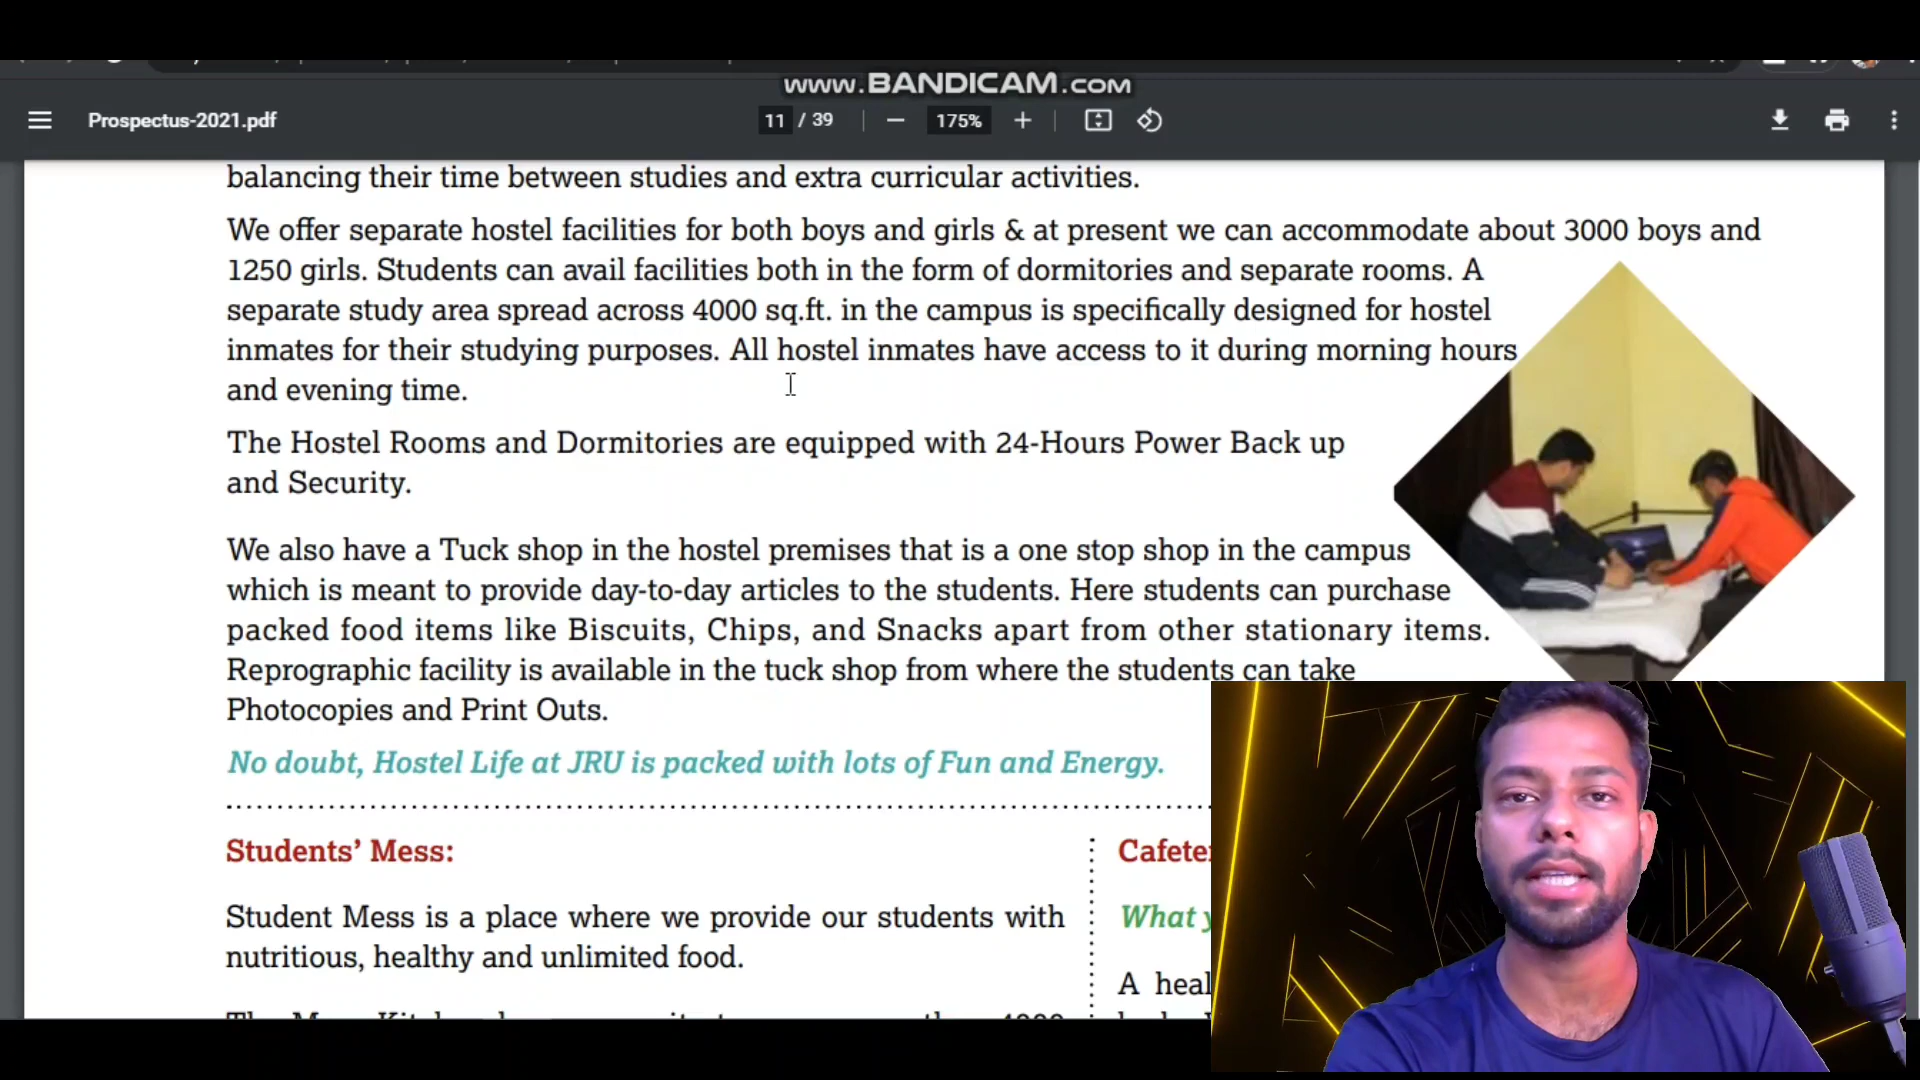 www.BANDICAM.com
Prospectus-2021.pdf
11 / 39
175%
balancing their time between studies and extra curricular activities.
We offer separate hostel facilities for both boys and girls & at present we can accommodate about 3000 boys and
1250 girls. Students can avail facilities both in the form of dormitories and separate rooms. A
separate study area spread across 4000 sq.ft. in the campus is specifically designed for hostel
inmates for their studying purposes. All hostel inmates have access to it during morning hours
and evening time.
The Hostel Rooms and Dormitories are equipped with 24-Hours Power Back up
and Security.
We also have a Tuck shop in the hostel premises that is a one stop shop in the campus
which is meant to provide day-to-day articles to the students. Here students can purchase
packed food items like Biscuits, Chips, and Snacks apart from other stationary items.
Reprographic facility is available in the tuck shop from where the students can take
Photocopies and Print Outs.
No doubt, Hostel Life at JRU is packed with lots of Fun and Energy.
Students' Mess:
Student Mess is a place where we provide our students with
nutritious, healthy and unlimited food.
What
A